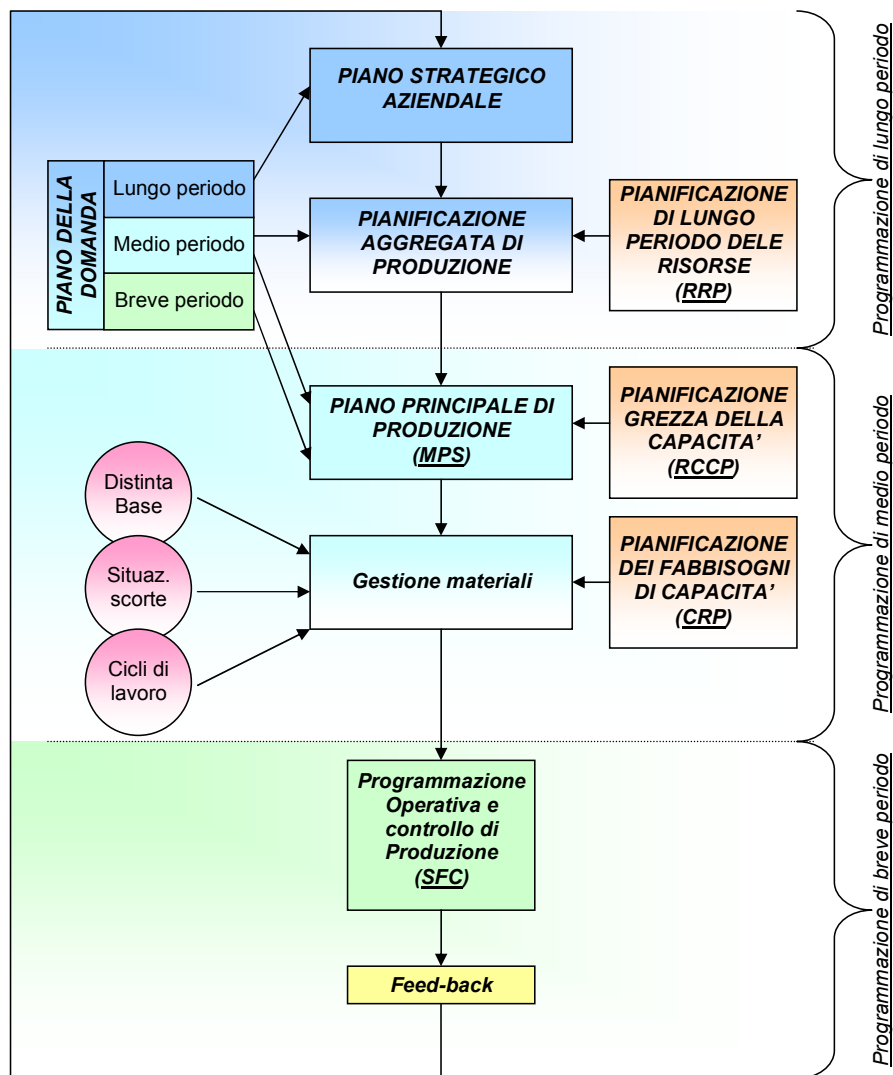 PIANO STRATEGICO
AZIENDALE
PIANO DELLA
DOMANDA
Lungo periodo
Medio periodo
Breve periodo
PIANIFICAZIONE
AGGREGATA DI
PRODUZIONE
PIANIFICAZIONE
DI LUNGO
PERIODO DELE
RISORSE
(RRP)
Programmazione di lungo periodo
PIANO PRINCIPALE DI
PRODUZIONE
(MPS)
PIANIFICAZIONE
GREZZA DELLA
CAPACITA'
(RCCP)
Distinta
Base
Situaz.
scorte
Cicli di
lavoro
Gestione materiali
PIANIFICAZIONE
DEI FABBISOGNI
DI CAPACITA'
(CRP)
Programmazione di medio periodo
Programmazione
Operativa e
controllo di
Produzione
(SFC)
Feed-back
Programmazione di breve periodo